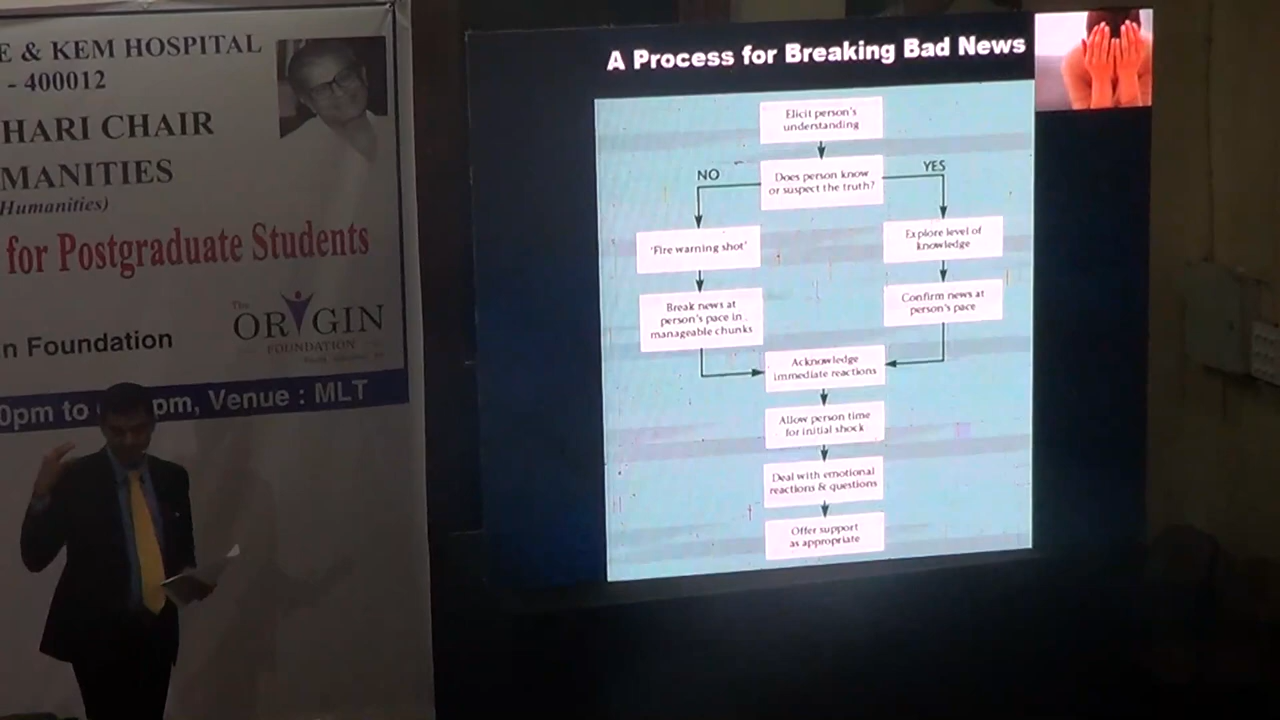 E & KEM HOSPITAL
- 400012
HARI CHAIR
MANITIES
Humanities)
for Postgraduate Students
n Foundation
The
ORIGIN
FOUNDATION
0pm to pm, Venue : MLT
A Process for Breaking Bad News
Elicit person's
understanding
Does person know
or suspect the truth?
NO
YES
'Fire warning shot'
Explore level of
knowledge
Break news at
person's pace in
manageable chunks
Confirm news at
person's pace
Acknowledge
immediate reactions
Allow person time
for initial shock
Deal with emotional
reactions & questions
Offer support
as appropriate